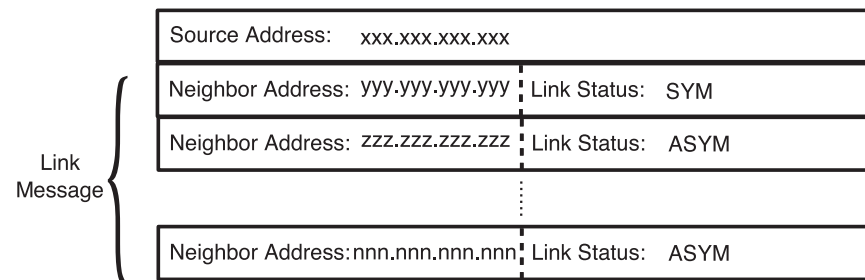 Source Address: xxx.xxx.xxx.xxx
Neighbor Address: yyy.yyy.yyy.yyy Link Status: SYM
Neighbor Address: zzz.zzz.zzz.zzz Link Status: ASYM
Link
Message
Neighbor Address: nnn.nnn.nnn.nnn Link Status: ASYM